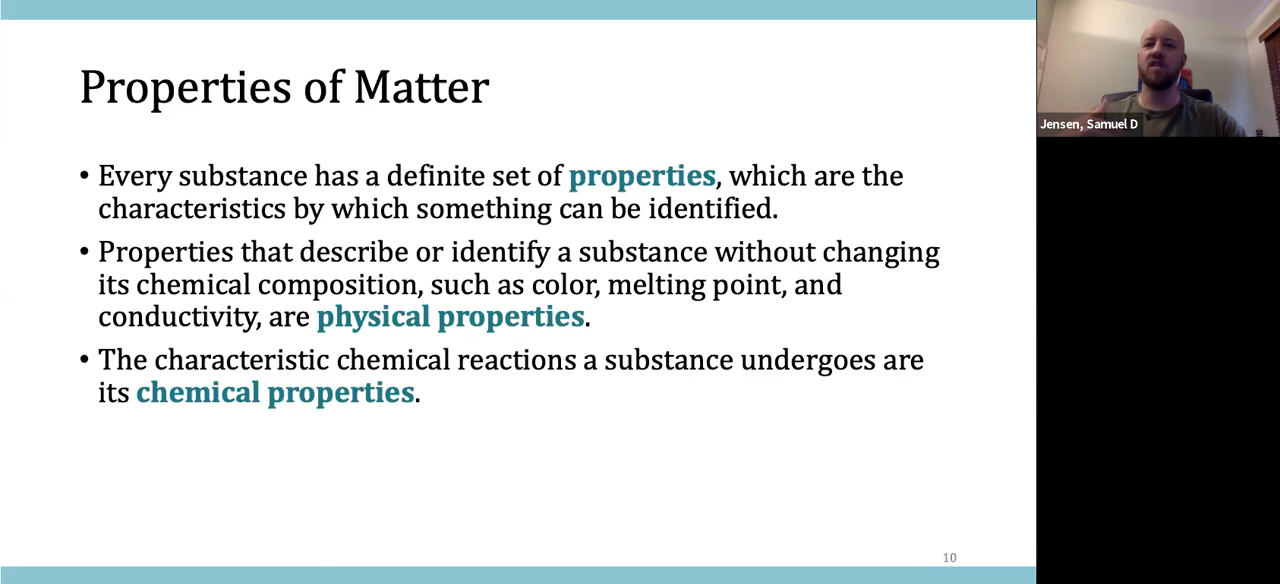 Properties of Matter
• Every substance has a definite set of properties, which are the
characteristics by which something can be identified.
• Properties that describe or identify a substance without changing
its chemical composition, such as color, melting point, and
conductivity, are physical properties.
• The characteristic chemical reactions a substance undergoes are
its chemical properties.
10
Jensen, Samuel D